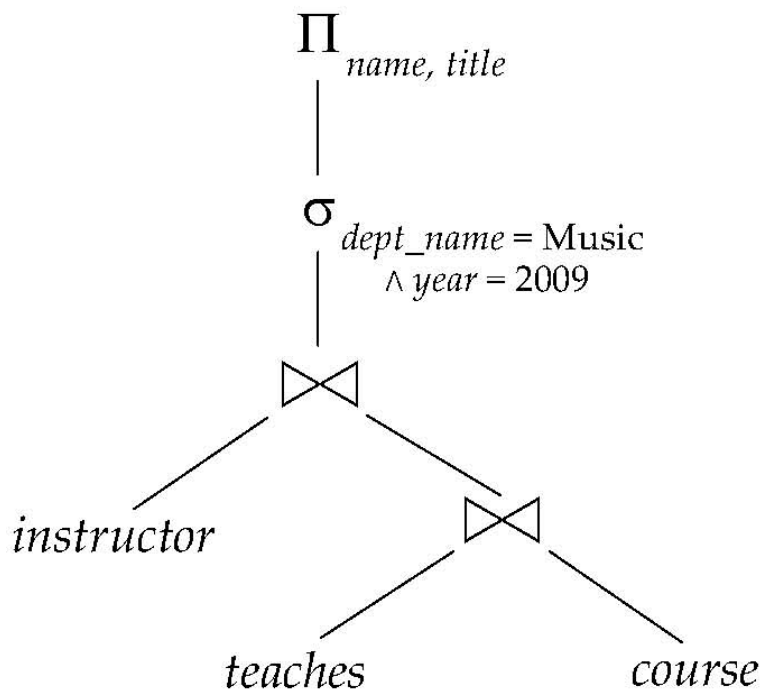 Π name, title
σ dept_name = Music
∧ year = 2009
⋈
instructor
⋈
teaches
course